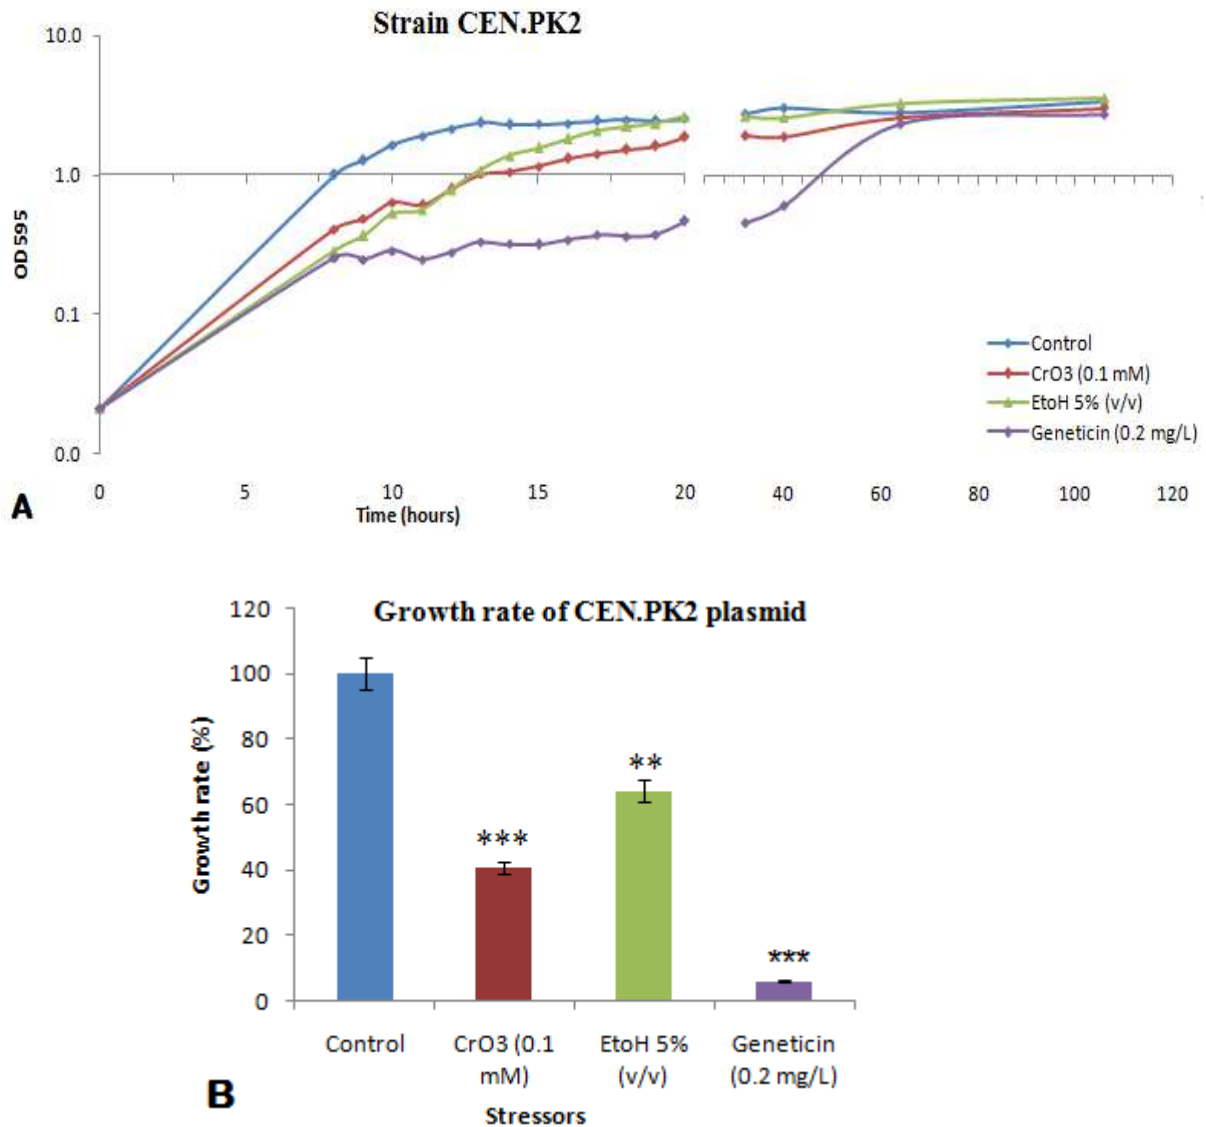 Strain CEN.PK2
10.0
1.0
0.1
0.0
OD 595
0 5 10 15 20 40 60 80 100 120
Time (hours)
Control
CrO3 (0.1 mM)
EtoH 5% (v/v)
Geneticin (0.2 mg/L)
A
Growth rate of CEN.PK2 plasmid
120
100
80
60
40
20
0
Growth rate (%)
***
**
***
Control
CrO3 (0.1
mM)
EtoH 5%
(v/v)
Geneticin
(0.2 mg/L)
Stressors
B